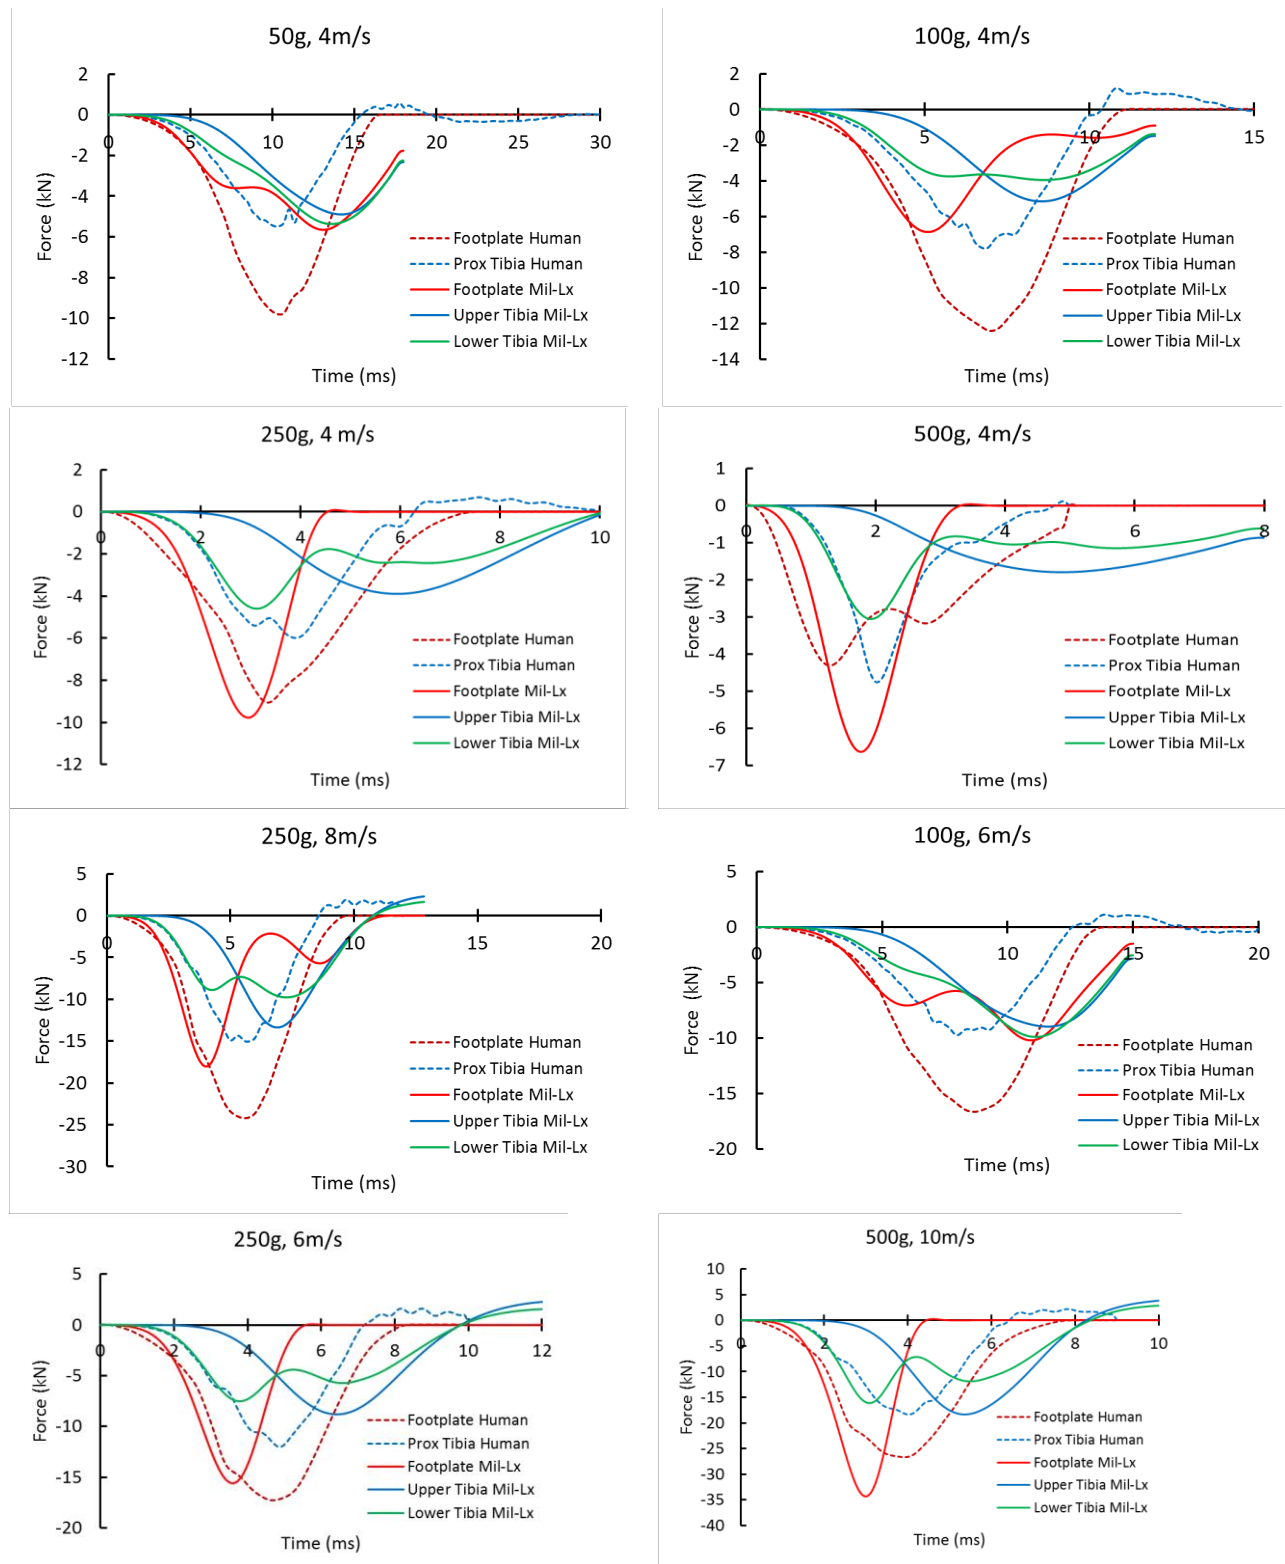 50g, 4m/s
2
0
-2
-4
-6
-8
-10
-12
0
5
10
15
20
25
30
Force (kN)
Time (ms)
Footplate Human
Prox Tibia Human
Footplate Mil-Lx
Upper Tibia Mil-Lx
Lower Tibia Mil-Lx
100g, 4m/s
2
0
-2
-4
-6
-8
-10
-12
-14
0
5
10
15
Force (kN)
Time (ms)
Footplate Human
Prox Tibia Human
Footplate Mil-Lx
Upper Tibia Mil-Lx
Lower Tibia Mil-Lx
250g, 4 m/s
2
0
-2
-4
-6
-8
-10
-12
0
2
4
6
8
10
Force (kN)
Time (ms)
Footplate Human
Prox Tibia Human
Footplate Mil-Lx
Upper Tibia Mil-Lx
Lower Tibia Mil-Lx
500g, 4m/s
1
0
-1
-2
-3
-4
-5
-6
-7
0
2
4
6
8
Force (kN)
Time (ms)
Footplate Human
Prox Tibia Human
Footplate Mil-Lx
Upper Tibia Mil-Lx
Lower Tibia Mil-Lx
250g, 8m/s
5
0
-5
-10
-15
-20
-25
-30
0
5
10
15
20
Force (kN)
Time (ms)
Footplate Human
Prox Tibia Human
Footplate Mil-Lx
Upper Tibia Mil-Lx
Lower Tibia Mil-Lx
100g, 6m/s
5
0
-5
-10
-15
-20
0
5
10
15
20
Force (kN)
Time (ms)
Footplate Human
Prox Tibia Human
Footplate Mil-Lx
Upper Tibia Mil-Lx
Lower Tibia Mil-Lx
250g, 6m/s
5
0
-5
-10
-15
-20
0
2
4
6
8
10
12
Force (kN)
Time (ms)
Footplate Human
Prox Tibia Human
Footplate Mil-Lx
Upper Tibia Mil-Lx
Lower Tibia Mil-Lx
500g, 10m/s
10
5
0
-5
-10
-15
-20
-25
-30
-35
-40
0
2
4
6
8
10
Force (kN)
Time (ms)
Footplate Human
Prox Tibia Human
Footplate Mil-Lx
Upper Tibia Mil-Lx
Lower Tibia Mil-Lx